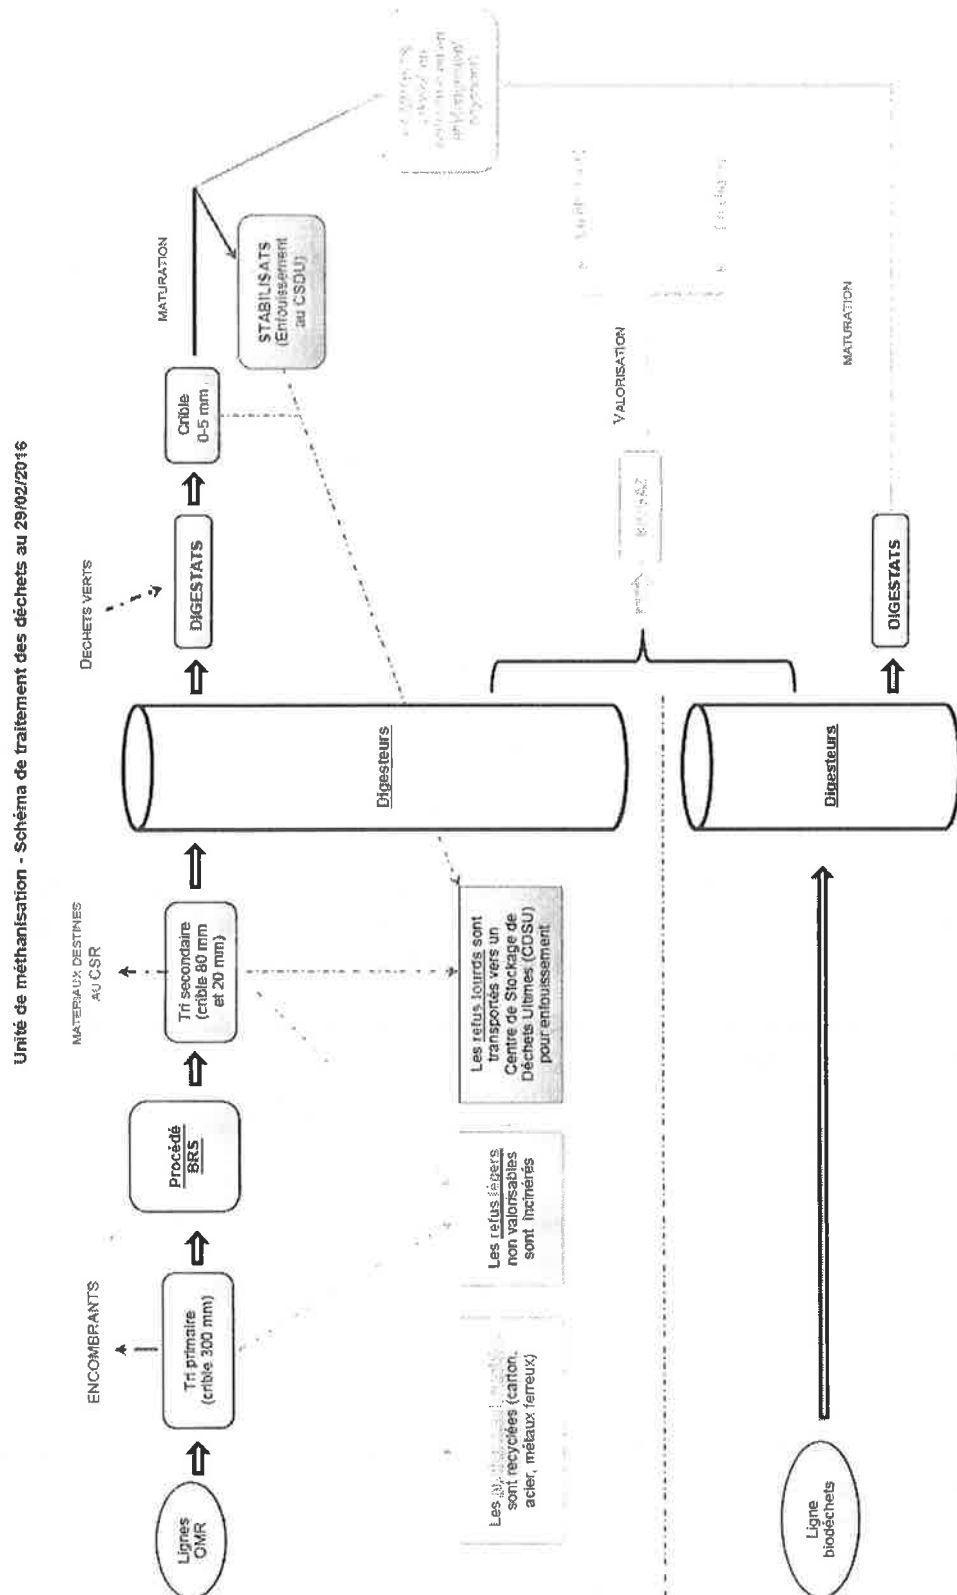 Unité de méthanisation - Schéma de traitement des déchets au 29/02/2016
Lignes
OMR
Tri primaire
(crible 300 mm)
ENCOMBRANTS
Procédé
BRS
Tri secondaire
(crible 80 mm
et 20 mm)
MATERIAUX DESTINES
AU CSR
Digesteurs
DECHETS VERTS
DIGESTATS
Crible
0-5 mm
MATURATION
STABILISATS
(Enfouissement
au CSDU)
Les
sont recyclées (carton,
acier, métaux ferreux)
Les refus légers
non valorisables
sont incinérés
Les refus lourds sont
transportés vers un
Centre de Stockage de
Déchets Ultimes (CDSU)
pour enfouissement
BIOGAZ
VALORISATION
Ligne
biodéchets
Digesteurs
DIGESTATS
MATURATION